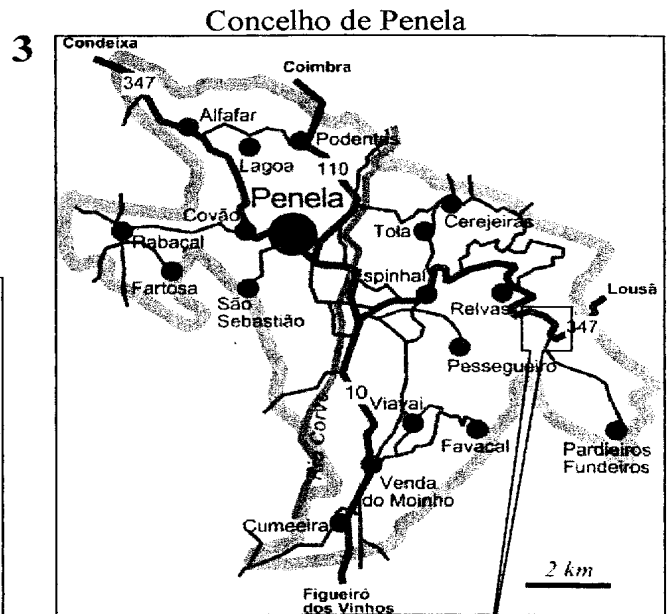 Concelho de Penela
3
Condeixa
347
Coimbra
Alfafar
Podentes
Lagoa
110
Penela
Covão
Cerejeiras
Tola
Rabaçal
Espinhal
Fartosa
São
Sebastião
Relvas
Lousã
347
Pessegueiro
10
Viavai
Favacal
Rio Corvo
Pardieiros
Fundeiros
Venda
do Moinho
Cumeeira
2 km
Figueiró
dos Vinhos